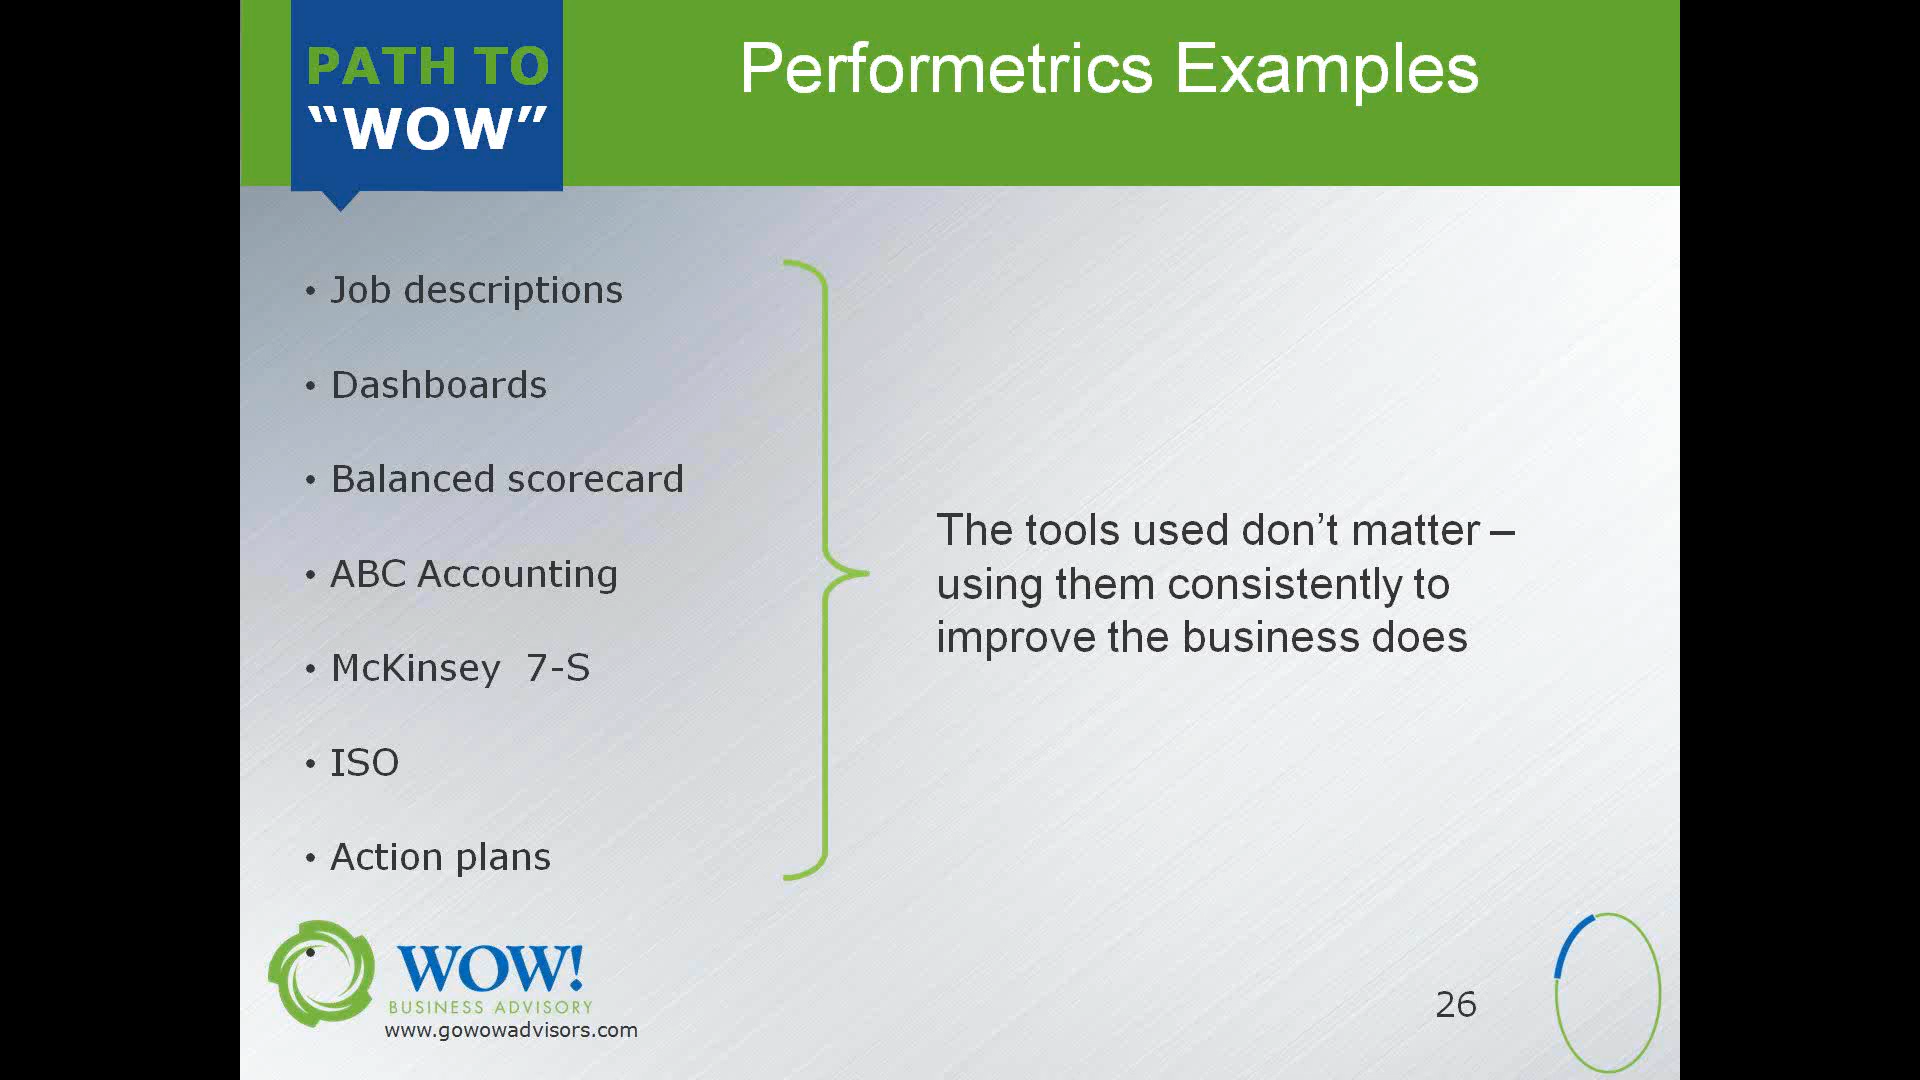 PATH TO
“WOW”
Performetrics Examples
• Job descriptions
• Dashboards
• Balanced scorecard
• ABC Accounting
• McKinsey  7-S
• ISO
• Action plans
•
The tools used don’t matter –
using them consistently to
improve the business does
WOW!
BUSINESS ADVISORY
www.gowowadvisors.com
26